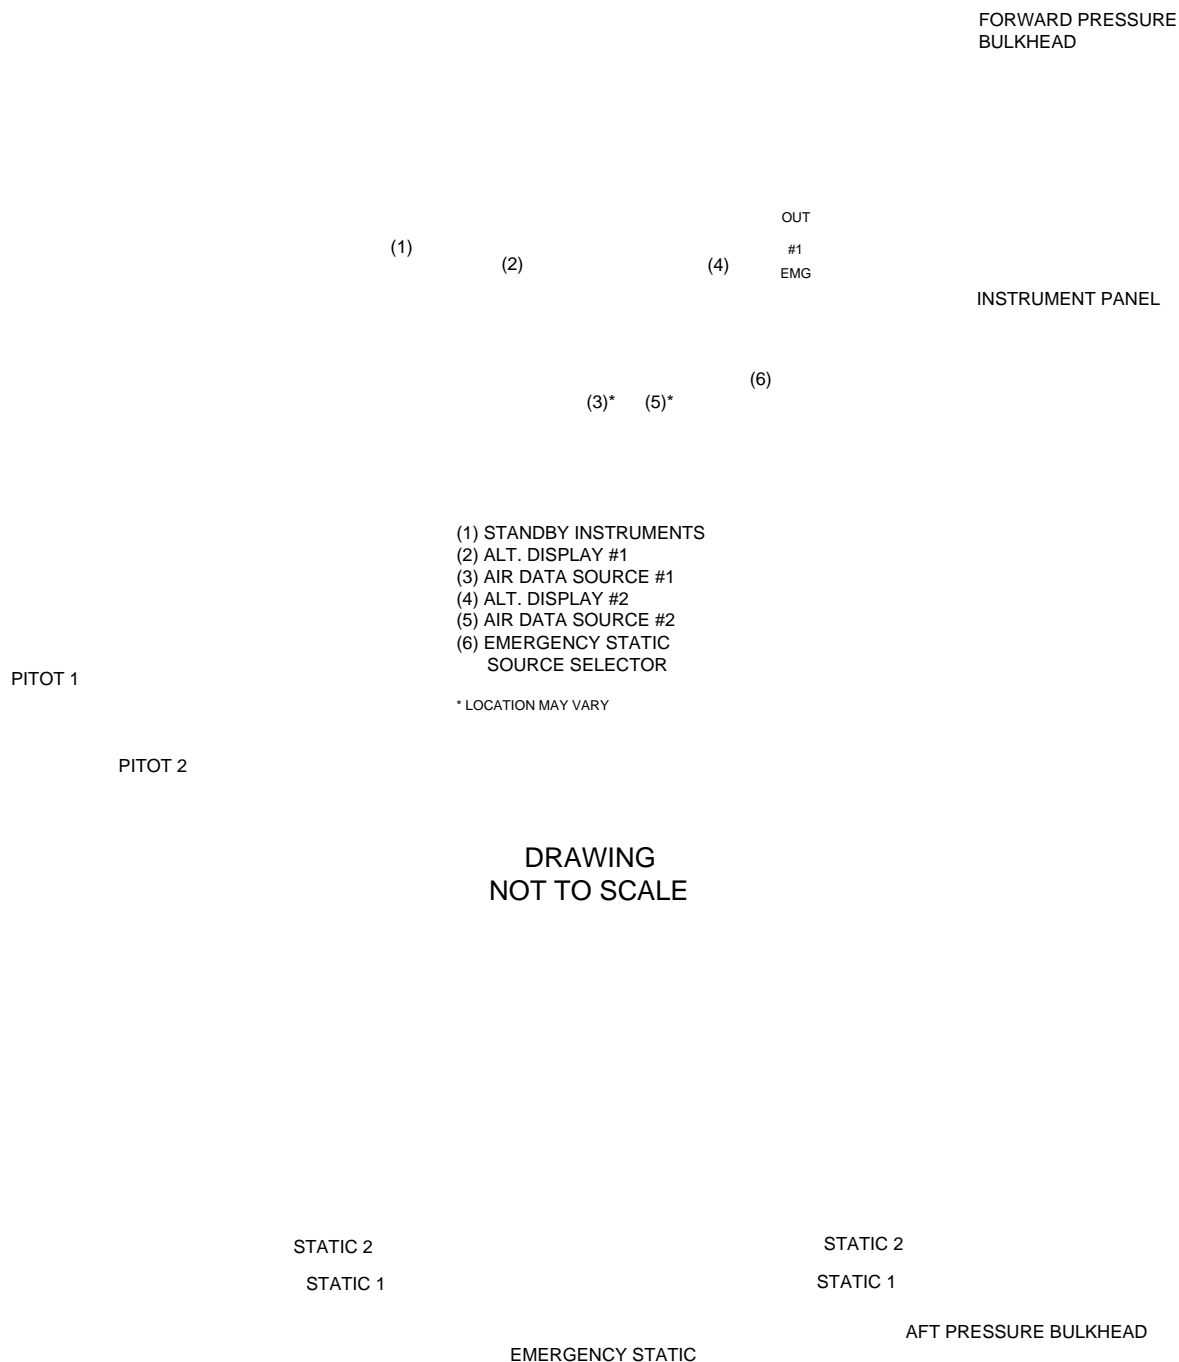 FORWARD PRESSURE
BULKHEAD
OUT
(1)
#1
(2)
(4)
EMG
INSTRUMENT PANEL
(6)
(3)*
(5)*
(1) STANDBY INSTRUMENTS
(2) ALT. DISPLAY #1
(3) AIR DATA SOURCE #1
(4) ALT. DISPLAY #2
(5) AIR DATA SOURCE #2
(6) EMERGENCY STATIC
SOURCE SELECTOR
PITOT 1
* LOCATION MAY VARY
PITOT 2
DRAWING
NOT TO SCALE
STATIC 2
STATIC 2
STATIC 1
STATIC 1
AFT PRESSURE BULKHEAD
EMERGENCY STATIC